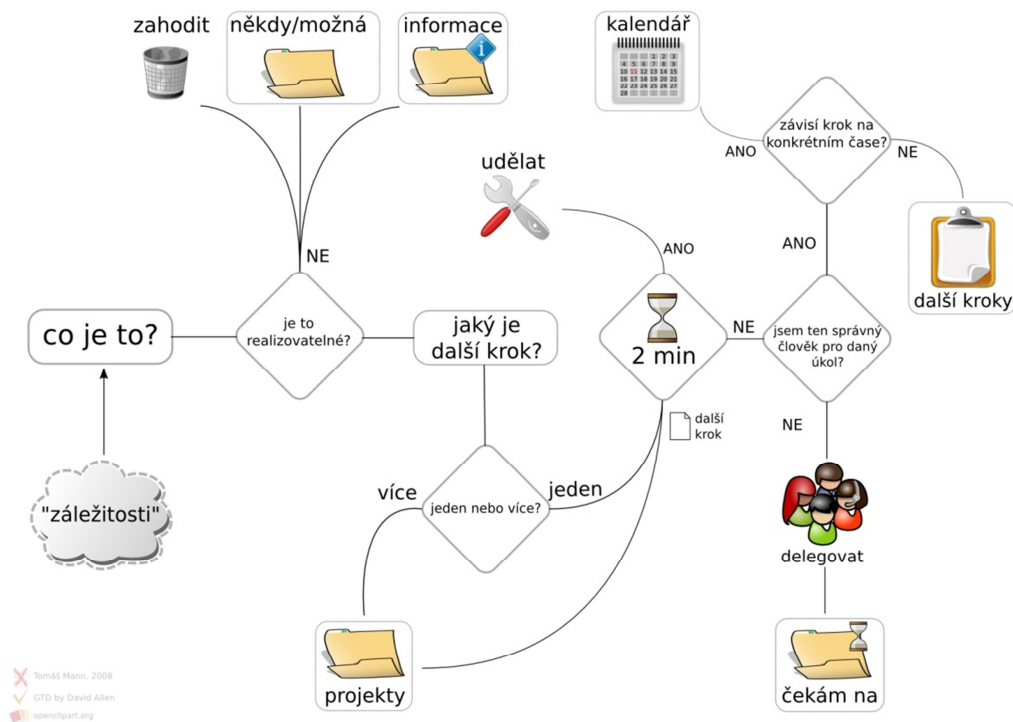 zahodit
někdy/možná
informace
kalendář
závisí krok na
konkrétním čase?
ANO
NE
udělat
další kroky
NE
ANO
ANO
co je to?
je to
realizovatelné?
jaký je
další krok?
2 min
NE
jsem ten správný
člověk pro daný
úkol?
další
krok
NE
"záležitosti"
více
jeden
jeden nebo více?
delegovat
projekty
čekám na
Tomáš Mann, 2008
GTD by David Allen
openclipart.org